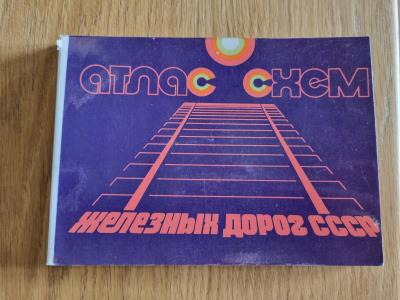 атлас схем
железных дорог СССР